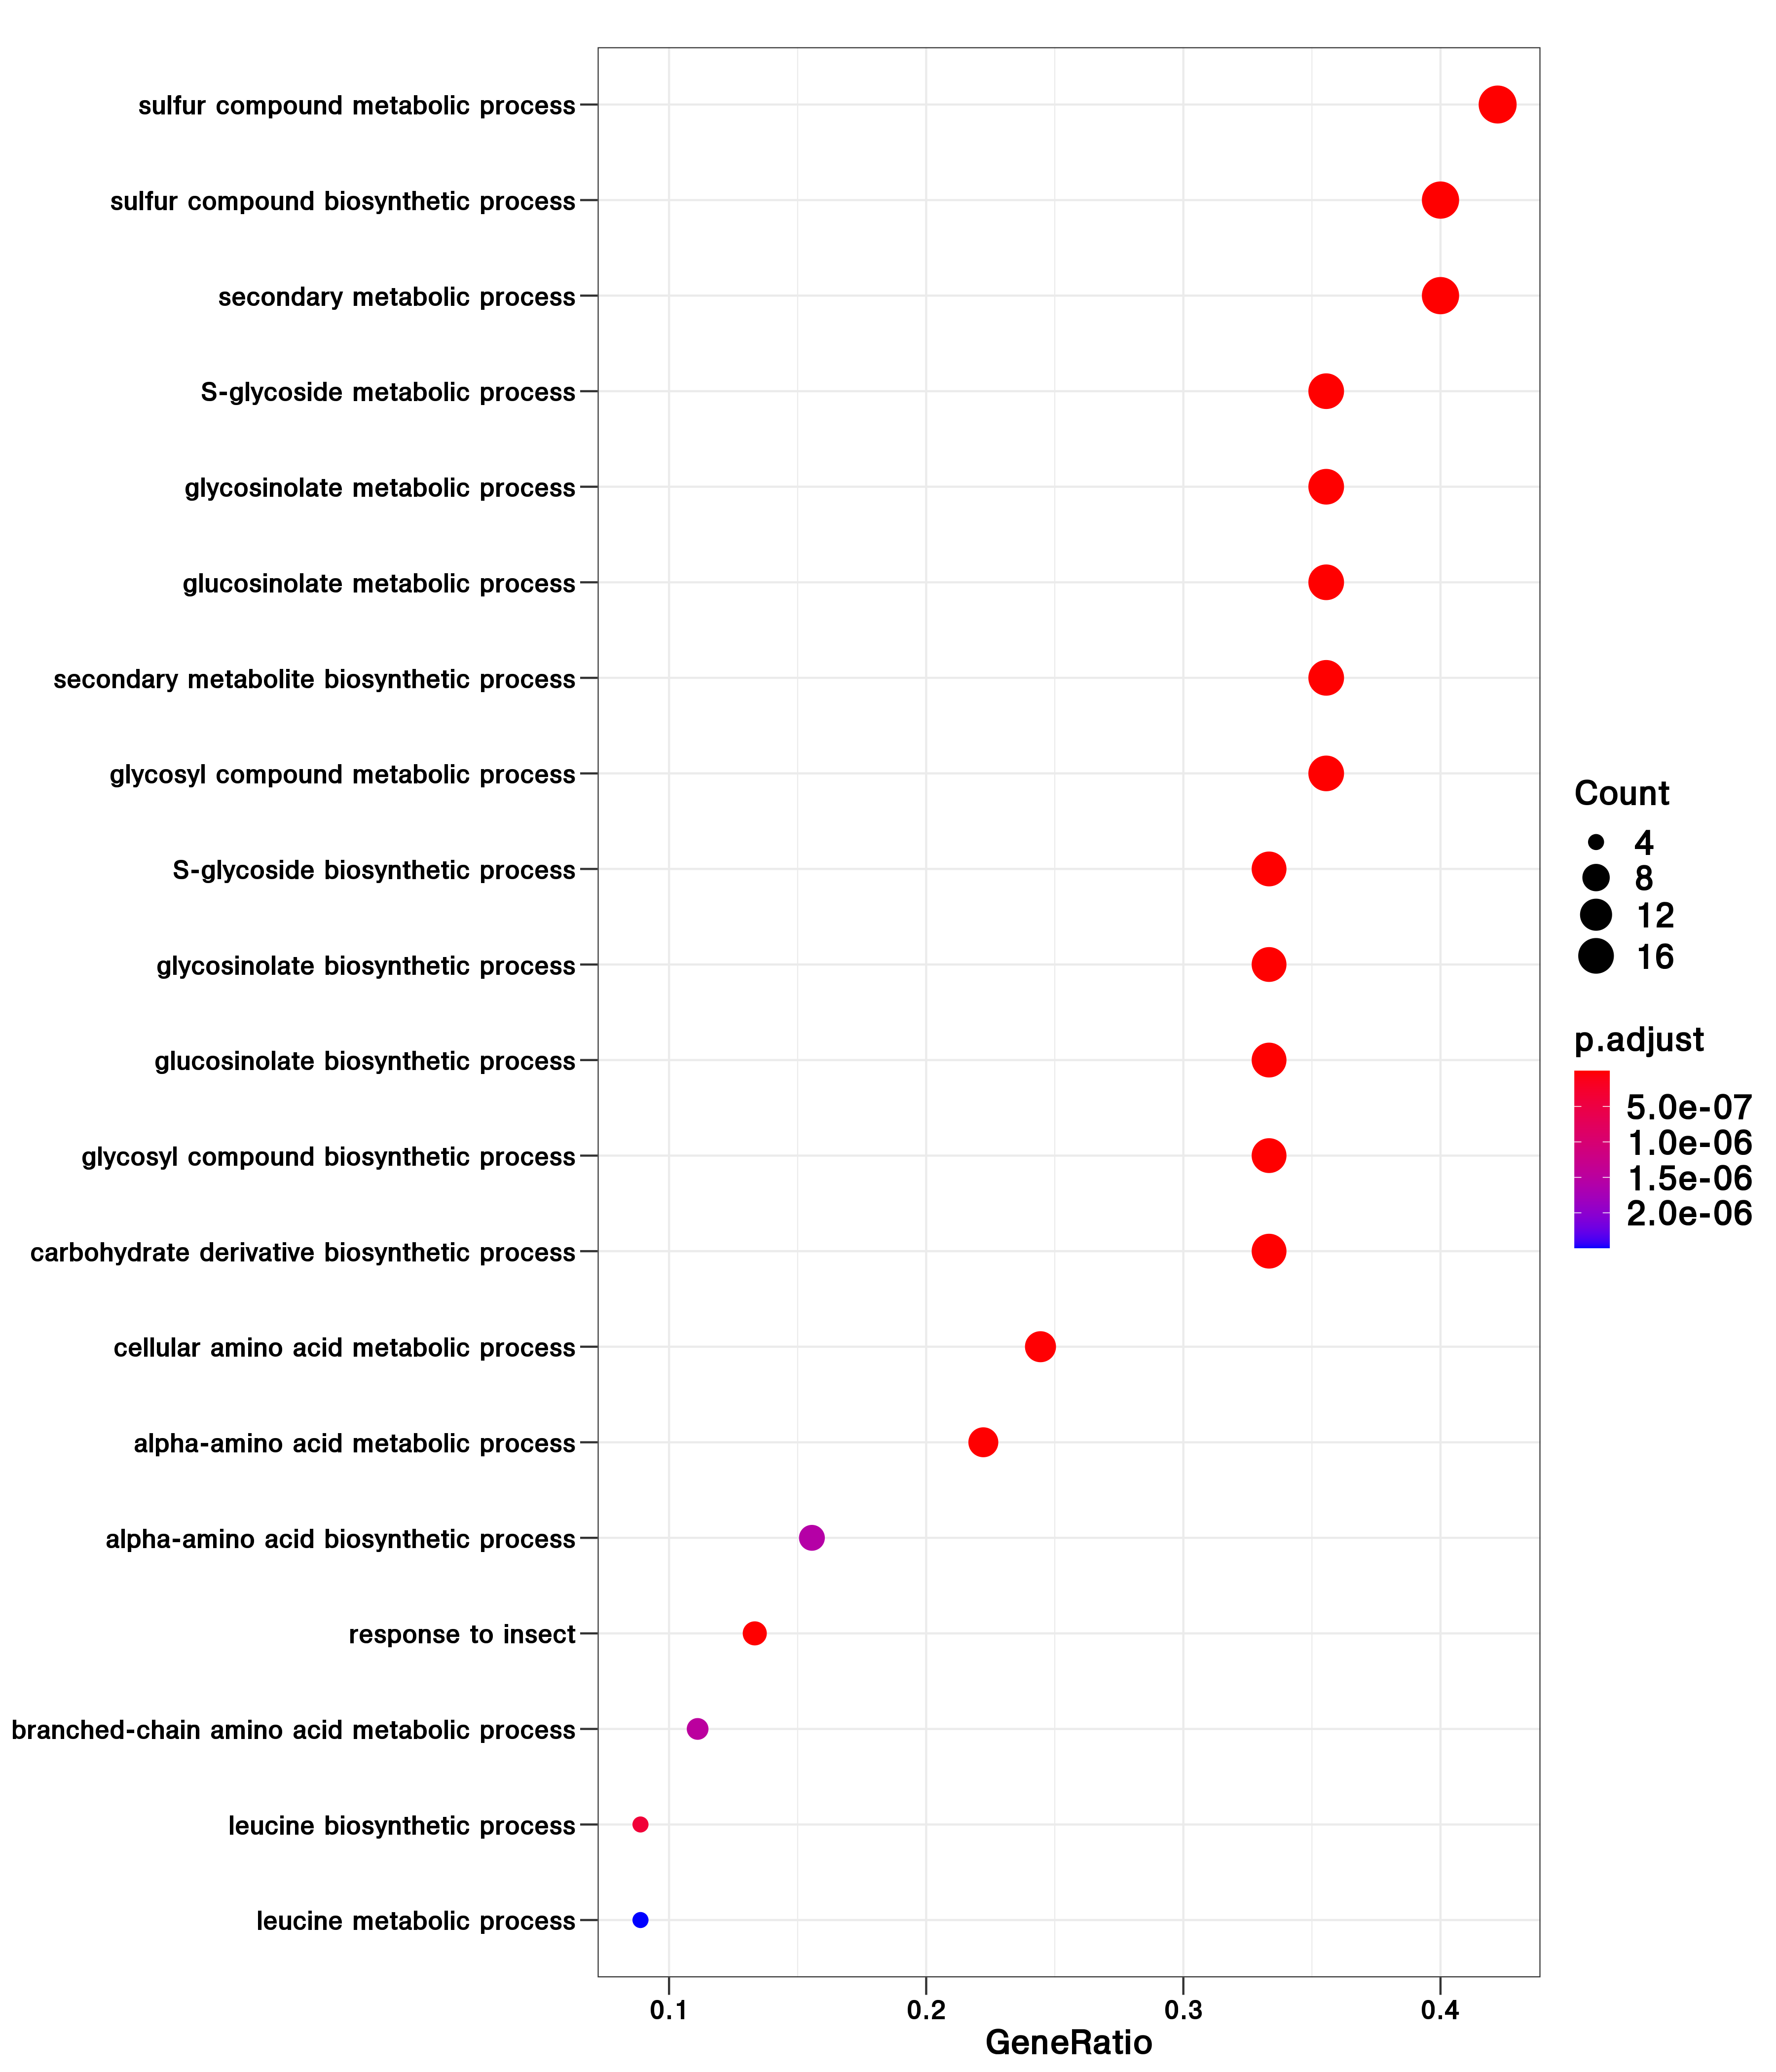 sulfur compound metabolic process
sulfur compound biosynthetic process
secondary metabolic process
S-glycoside metabolic process
glycosinolate metabolic process
glucosinolate metabolic process
secondary metabolite biosynthetic process
glycosyl compound metabolic process
S-glycoside biosynthetic process
glycosinolate biosynthetic process
glucosinolate biosynthetic process
glycosyl compound biosynthetic process
carbohydrate derivative biosynthetic process
cellular amino acid metabolic process
alpha-amino acid metabolic process
alpha-amino acid biosynthetic process
response to insect
branched-chain amino acid metabolic process
leucine biosynthetic process
leucine metabolic process
0.1 0.2 0.3 0.4
GeneRatio
Count
4
8
12
16
p.adjust
5.0e-07
1.0e-06
1.5e-06
2.0e-06